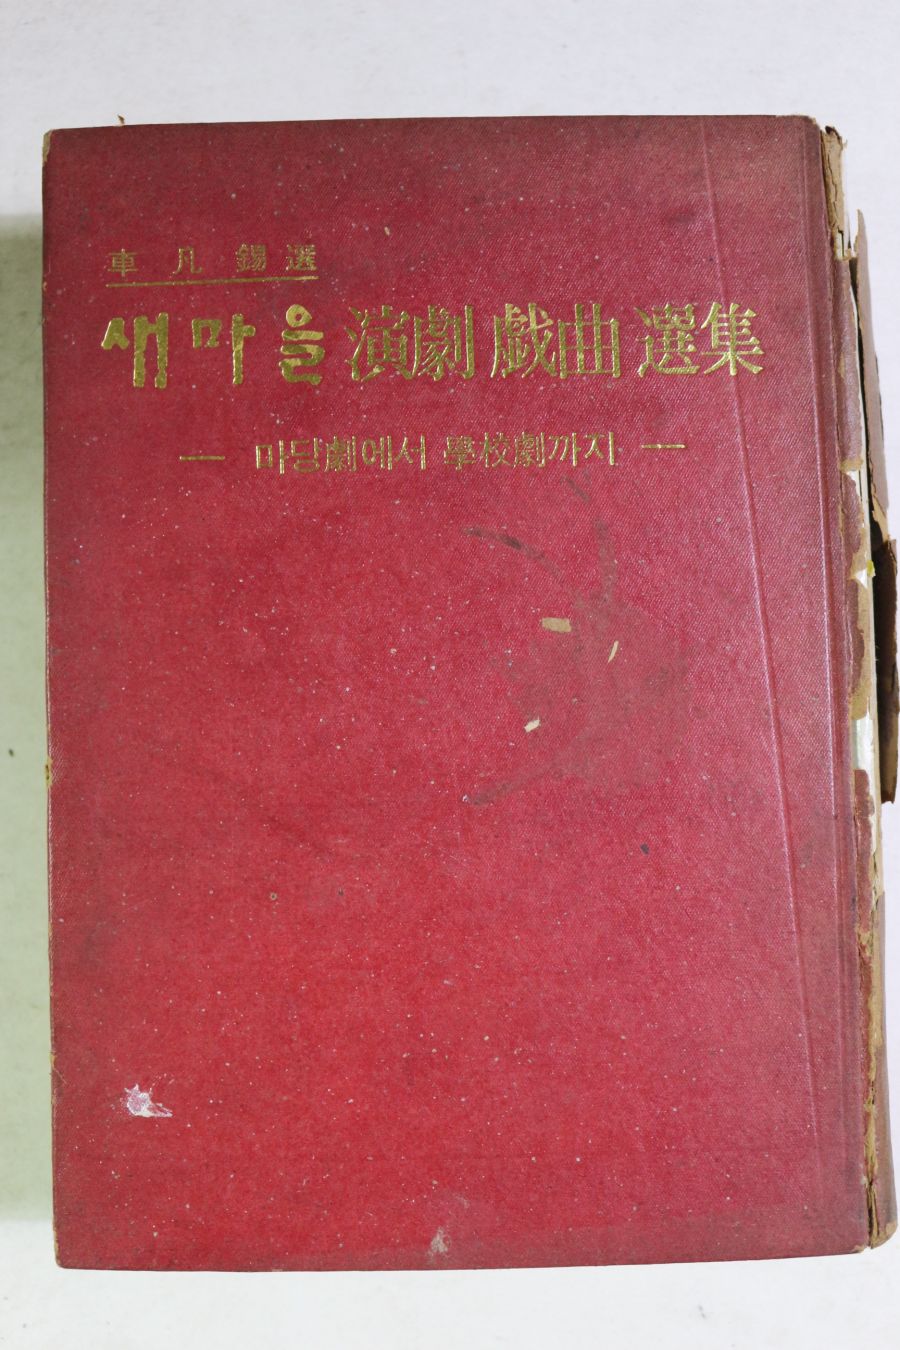 車凡錫選
새마을演劇戱曲選集
— 마당劇에서 學校劇까지 —